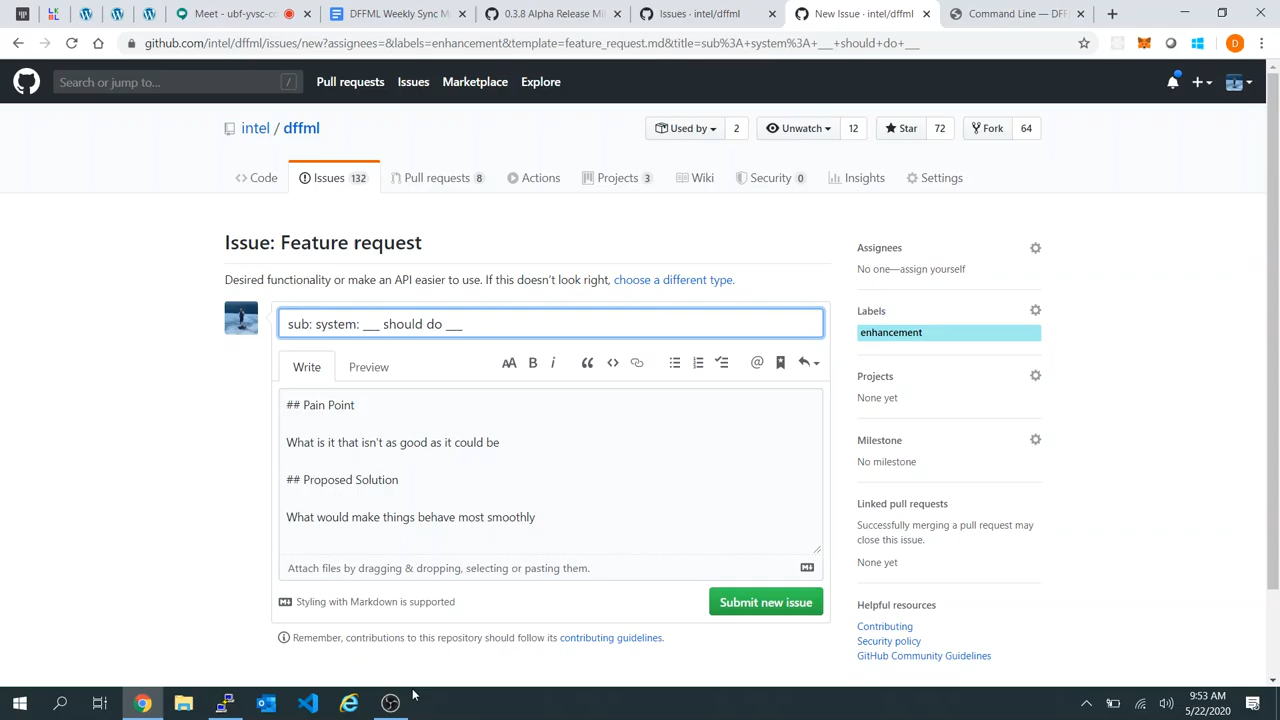 Meet - ubf-yvsc-co
DFFML Weekly Sync M
0.3.8 Alpha Release Mil
Issues · intel/dffml
New Issue · intel/dffml
Command Line — DFF
github.com/intel/dffml/issues/new?assignees=&labels=enhancement&template=feature_request.md&title=sub%3A+system%3A+___+should+do+___
D
Search or jump to...
/
Pull requests
Issues
Marketplace
Explore
intel / dffml
Used by
2
Unwatch
12
Star
72
Fork
64
Code
Issues 132
Pull requests 8
Actions
Projects 3
Wiki
Security 0
Insights
Settings
Issue: Feature request
Desired functionality or make an API easier to use. If this doesn't look right, choose a different type.
sub: system: ___ should do ___
Write
Preview
AA B i
## Pain Point
What is it that isn't as good as it could be
## Proposed Solution
What would make things behave most smoothly
Attach files by dragging & dropping, selecting or pasting them.
Styling with Markdown is supported
Submit new issue
Remember, contributions to this repository should follow its contributing guidelines.
Assignees
No one—assign yourself
Labels
enhancement
Projects
None yet
Milestone
No milestone
Linked pull requests
Successfully merging a pull request may
close this issue.
None yet
Helpful resources
Contributing
Security policy
GitHub Community Guidelines
9:53 AM
5/22/2020